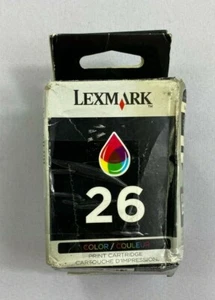 LEXMARK
26
COLOR/COULEUR
PRINT CARTRIDGE
CARTOUCHE D'IMPRESSION